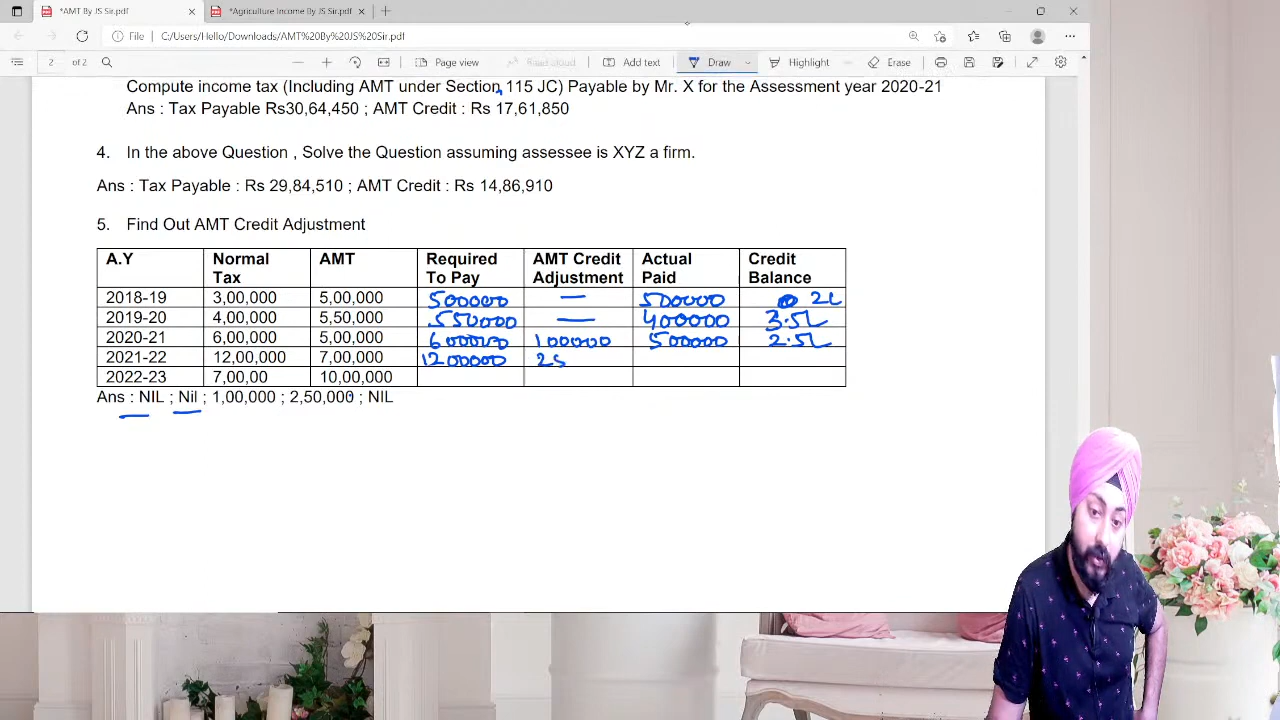 *AMT By JS Sir.pdf
*Agriculture Income By JS Sir.pdf
File C:/Users/Hello/Downloads/AMT%20By%20JS%20Sir.pdf
2 of 2 Page view Read aloud Add text Draw Highlight Erase
Compute income tax (Including AMT under Section 115 JC) Payable by Mr. X for the Assessment year 2020-21
Ans : Tax Payable Rs30,64,450 ; AMT Credit : Rs 17,61,850
4. In the above Question , Solve the Question assuming assessee is XYZ a firm.
Ans : Tax Payable : Rs 29,84,510 ; AMT Credit : Rs 14,86,910
5. Find Out AMT Credit Adjustment
A.Y Normal Tax AMT Required To Pay AMT Credit Adjustment Actual Paid Credit Balance
2018-19 3,00,000 5,00,000 500000 — 500000 2L
2019-20 4,00,000 5,50,000 550000 — 400000 3.5L
2020-21 6,00,000 5,00,000 600000 100000 500000 2.5L
2021-22 12,00,000 7,00,000 1200000 25
2022-23 7,00,00 10,00,000
Ans : NIL ; Nil ; 1,00,000 ; 2,50,000 ; NIL